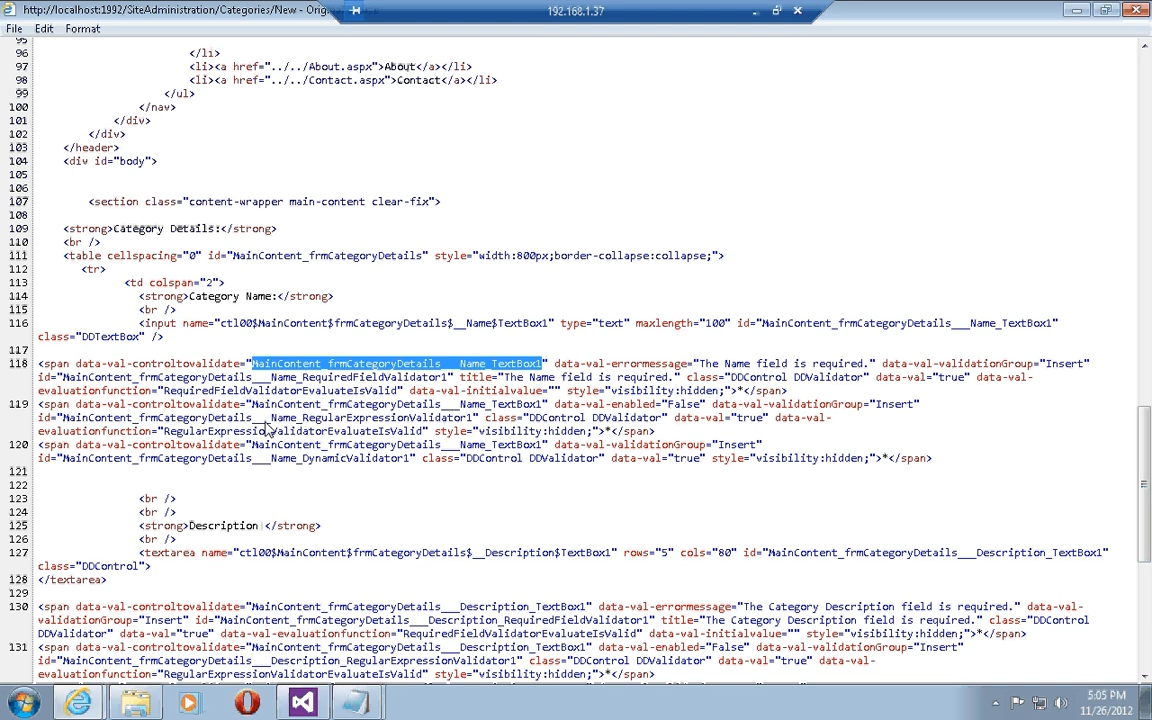 http://localhost:1992/SiteAdministration/Categories/New - Orig
192.168.1.37
File Edit Format
95
96 </li>
97 <li><a href="../../About.aspx">About</a></li>
98 <li><a href="../../Contact.aspx">Contact</a></li>
99 </ul>
100 </nav>
101 </div>
102 </div>
103 </header>
104 <div id="body">
105
106
107 <section class="content-wrapper main-content clear-fix">
108
109 <strong>Category Details:</strong>
110 <br />
111 <table cellspacing="0" id="MainContent_frmCategoryDetails" style="width:800px;border-collapse:collapse;">
112 <tr>
113 <td colspan="2">
114 <strong>Category Name:</strong>
115 <br />
116 <input name="ctl00$MainContent$frmCategoryDetails$__Name$TextBox1" type="text" maxlength="100" id="MainContent_frmCategoryDetails___Name_TextBox1"
class="DDTextBox" />
117
118 <span data-val-controltovalidate="MainContent_frmCategoryDetails___Name_TextBox1" data-val-errormessage="The Name field is required." data-val-validationGroup="Insert"
id="MainContent_frmCategoryDetails___Name_RequiredFieldValidator1" title="The Name field is required." class="DDControl DDValidator" data-val="true" data-val-
evaluationfunction="RequiredFieldValidatorEvaluateIsValid" data-val-initialvalue="" style="visibility:hidden;">*</span>
119 <span data-val-controltovalidate="MainContent_frmCategoryDetails___Name_TextBox1" data-val-enabled="False" data-val-validationGroup="Insert"
id="MainContent_frmCategoryDetails___Name_RegularExpressionValidator1" class="DDControl DDValidator" data-val="true" data-val-
evaluationfunction="RegularExpressionValidatorEvaluateIsValid" style="visibility:hidden;">*</span>
120 <span data-val-controltovalidate="MainContent_frmCategoryDetails___Name_TextBox1" data-val-validationGroup="Insert"
id="MainContent_frmCategoryDetails___Name_DynamicValidator1" class="DDControl DDValidator" data-val="true" style="visibility:hidden;">*</span>
121
122
123 <br />
124 <br />
125 <strong>Description </strong>
126 <br />
127 <textarea name="ctl00$MainContent$frmCategoryDetails$__Description$TextBox1" rows="5" cols="80" id="MainContent_frmCategoryDetails___Description_TextBox1"
class="DDControl">
128 </textarea>
129
130 <span data-val-controltovalidate="MainContent_frmCategoryDetails___Description_TextBox1" data-val-errormessage="The Category Description field is required." data-val-
validationGroup="Insert" id="MainContent_frmCategoryDetails___Description_RequiredFieldValidator1" title="The Category Description field is required." class="DDControl
DDValidator" data-val="true" data-val-evaluationfunction="RequiredFieldValidatorEvaluateIsValid" data-val-initialvalue="" style="visibility:hidden;">*</span>
131 <span data-val-controltovalidate="MainContent_frmCategoryDetails___Description_TextBox1" data-val-enabled="False" data-val-validationGroup="Insert"
id="MainContent_frmCategoryDetails___Description_RegularExpressionValidator1" class="DDControl DDValidator" data-val="true" data-val-
evaluationfunction="RegularExpressionValidatorEvaluateIsValid" style="visibility:hidden;">*</span>
5:05 PM
11/26/2012